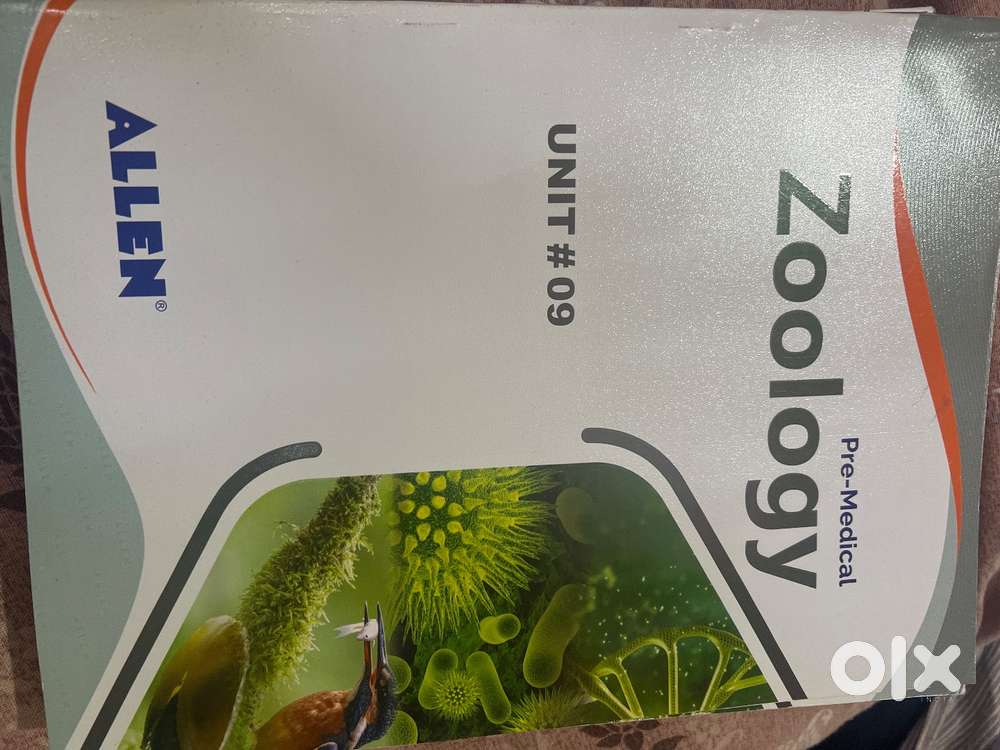 Pre-Medical
Zoology
UNIT # 09
ALLEN®
olx